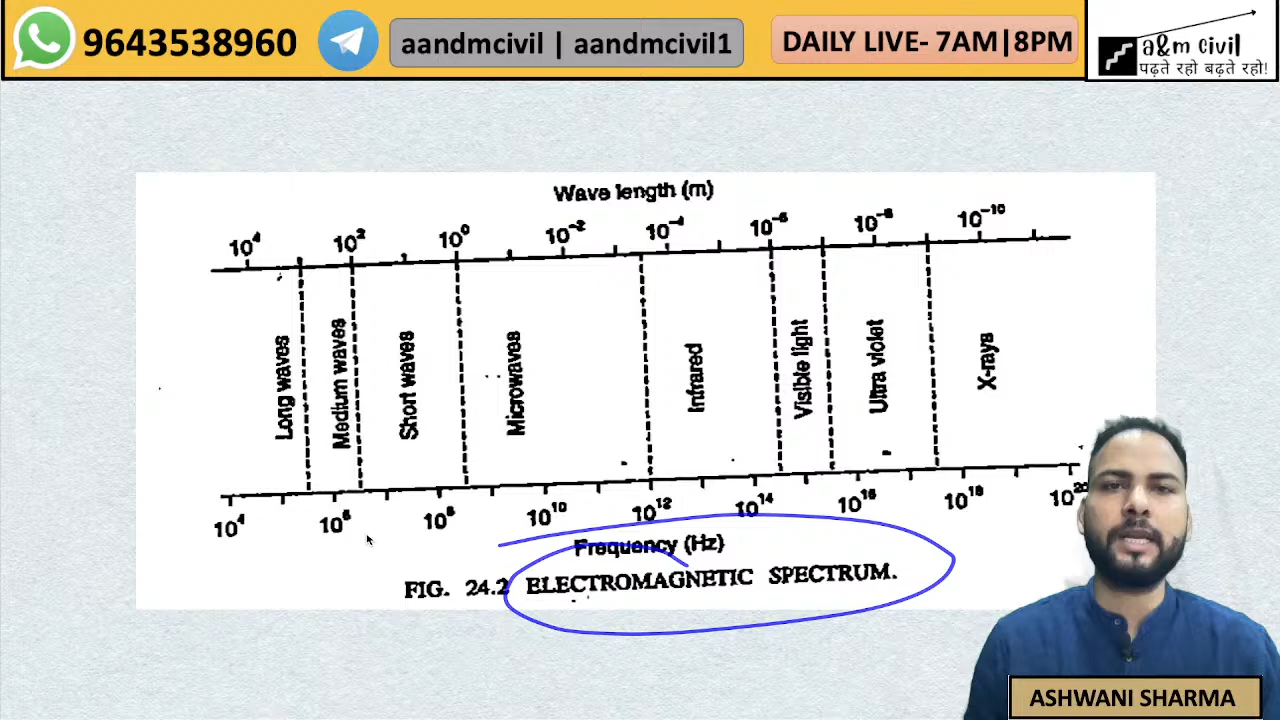 9643538960
aandmcivil | aandmcivil1
DAILY LIVE- 7AM|8PM
a&m civil
पढ़ते रहो बढ़ते रहो!
Wave length (m)
10⁴ 10² 10⁰ 10⁻² 10⁻⁴ 10⁻⁶ 10⁻⁸ 10⁻¹⁰
Long waves
Medium waves
Short waves
Microwaves
Infrared
Visible light
Ultra violet
X-rays
10⁴ 10⁶ 10⁸ 10¹⁰ 10¹² 10¹⁴ 10¹⁶ 10¹⁸ 10²⁰
Frequency (Hz)
FIG. 24.2 ELECTROMAGNETIC SPECTRUM.
ASHWANI SHARMA